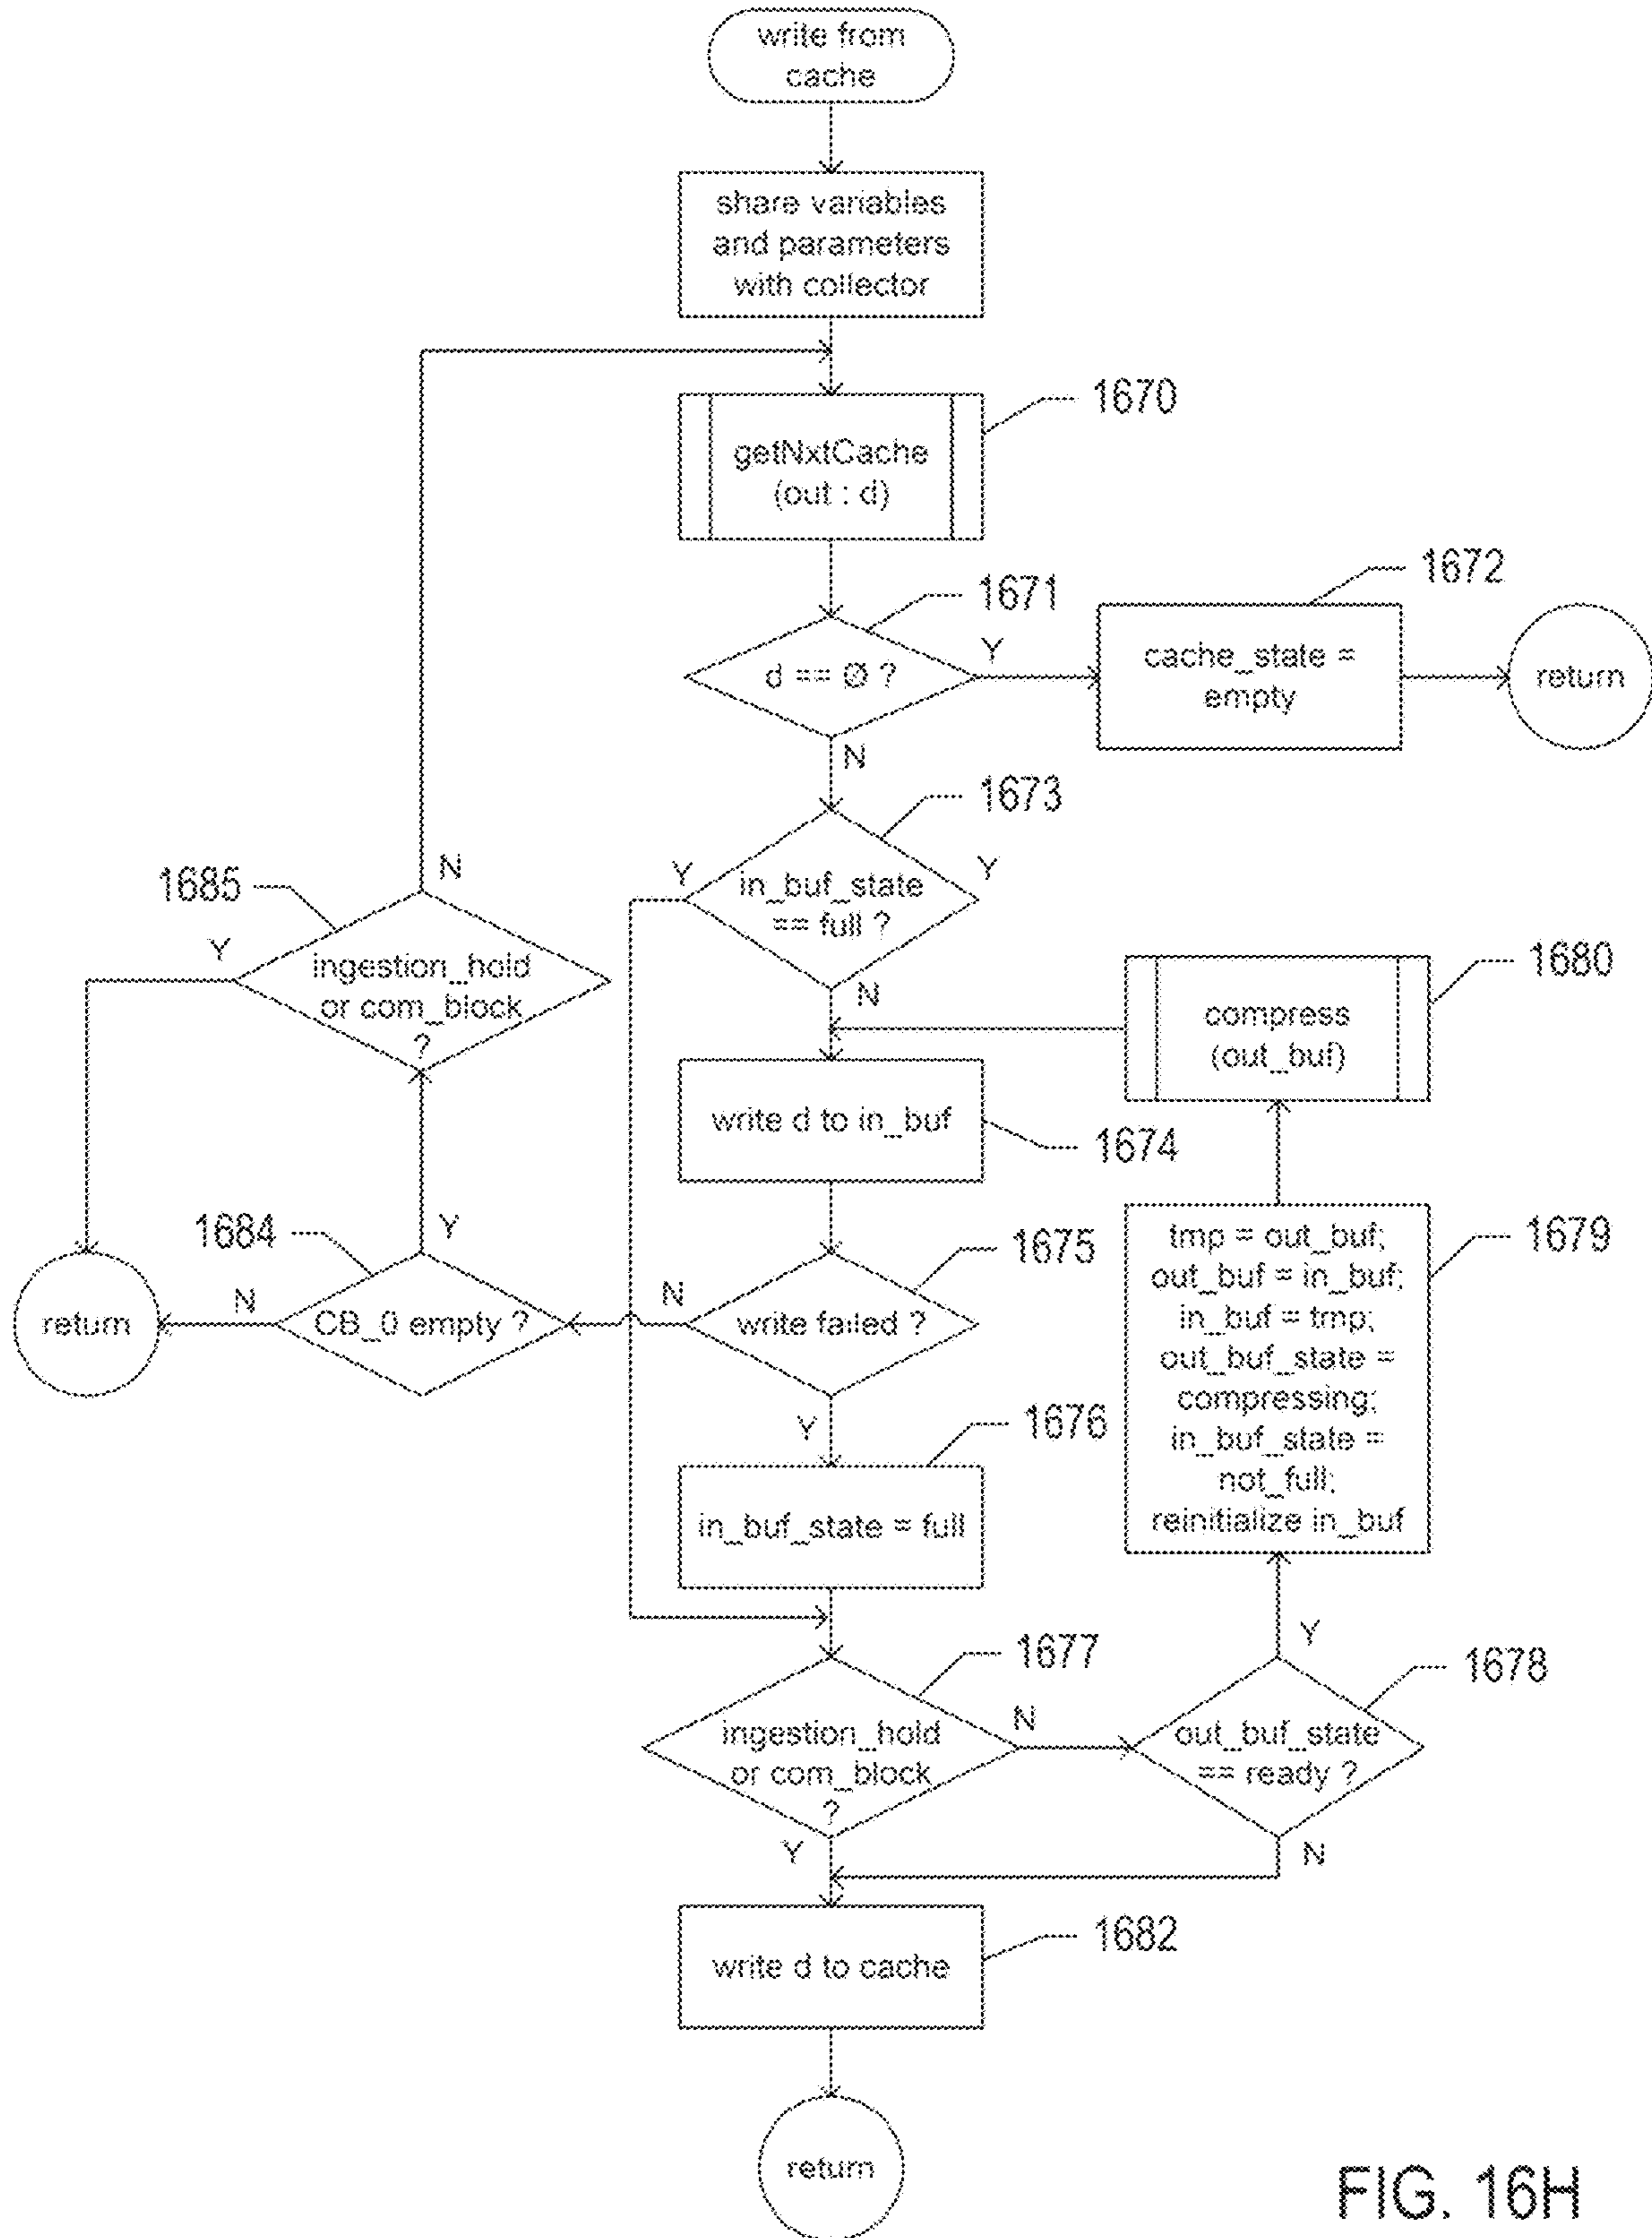 write from
cache
share variables
and parameters
with collector
1670
getNxtCache
(out : d)
1671
1672
d == Ø ?
Y
cache_state =
empty
return
N
1673
Y
in_buf_state
== full ?
Y
N
1685
N
Y
ingestion_hold
or com_block
?
1680
compress
(out_buf)
write d to in_buf
1674
1684
Y
N
CB_0 empty ?
return
1675
N
write failed ?
Y
1679
tmp = out_buf;
out_buf = in_buf;
in_buf = tmp;
out_buf_state =
compressing;
in_buf_state =
not_full;
reinitialize in_buf
1676
in_buf_state = full
1677
ingestion_hold
or com_block
?
N
Y
Y
1678
out_buf_state
== ready ?
N
1682
write d to cache
return
FIG. 16H